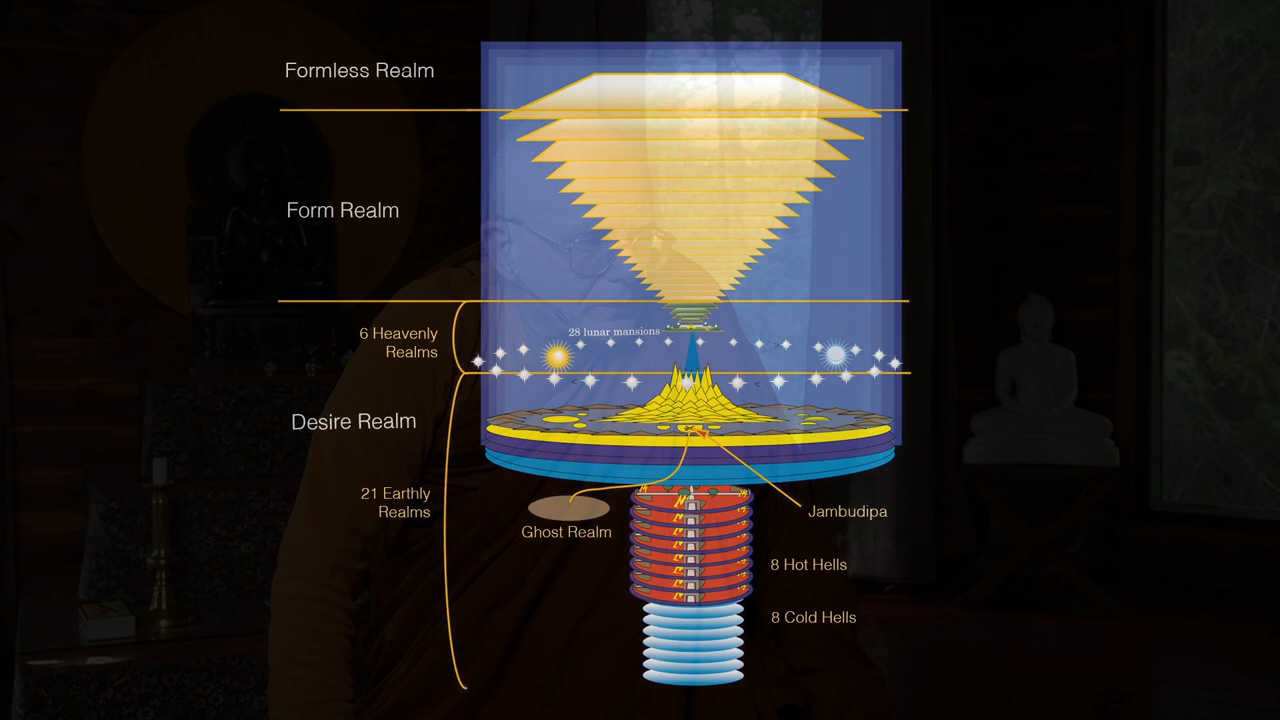 Formless Realm
Form Realm
6 Heavenly
Realms
28 lunar mansions
Desire Realm
21 Earthly
Realms
Ghost Realm
Jambudipa
8 Hot Hells
8 Cold Hells